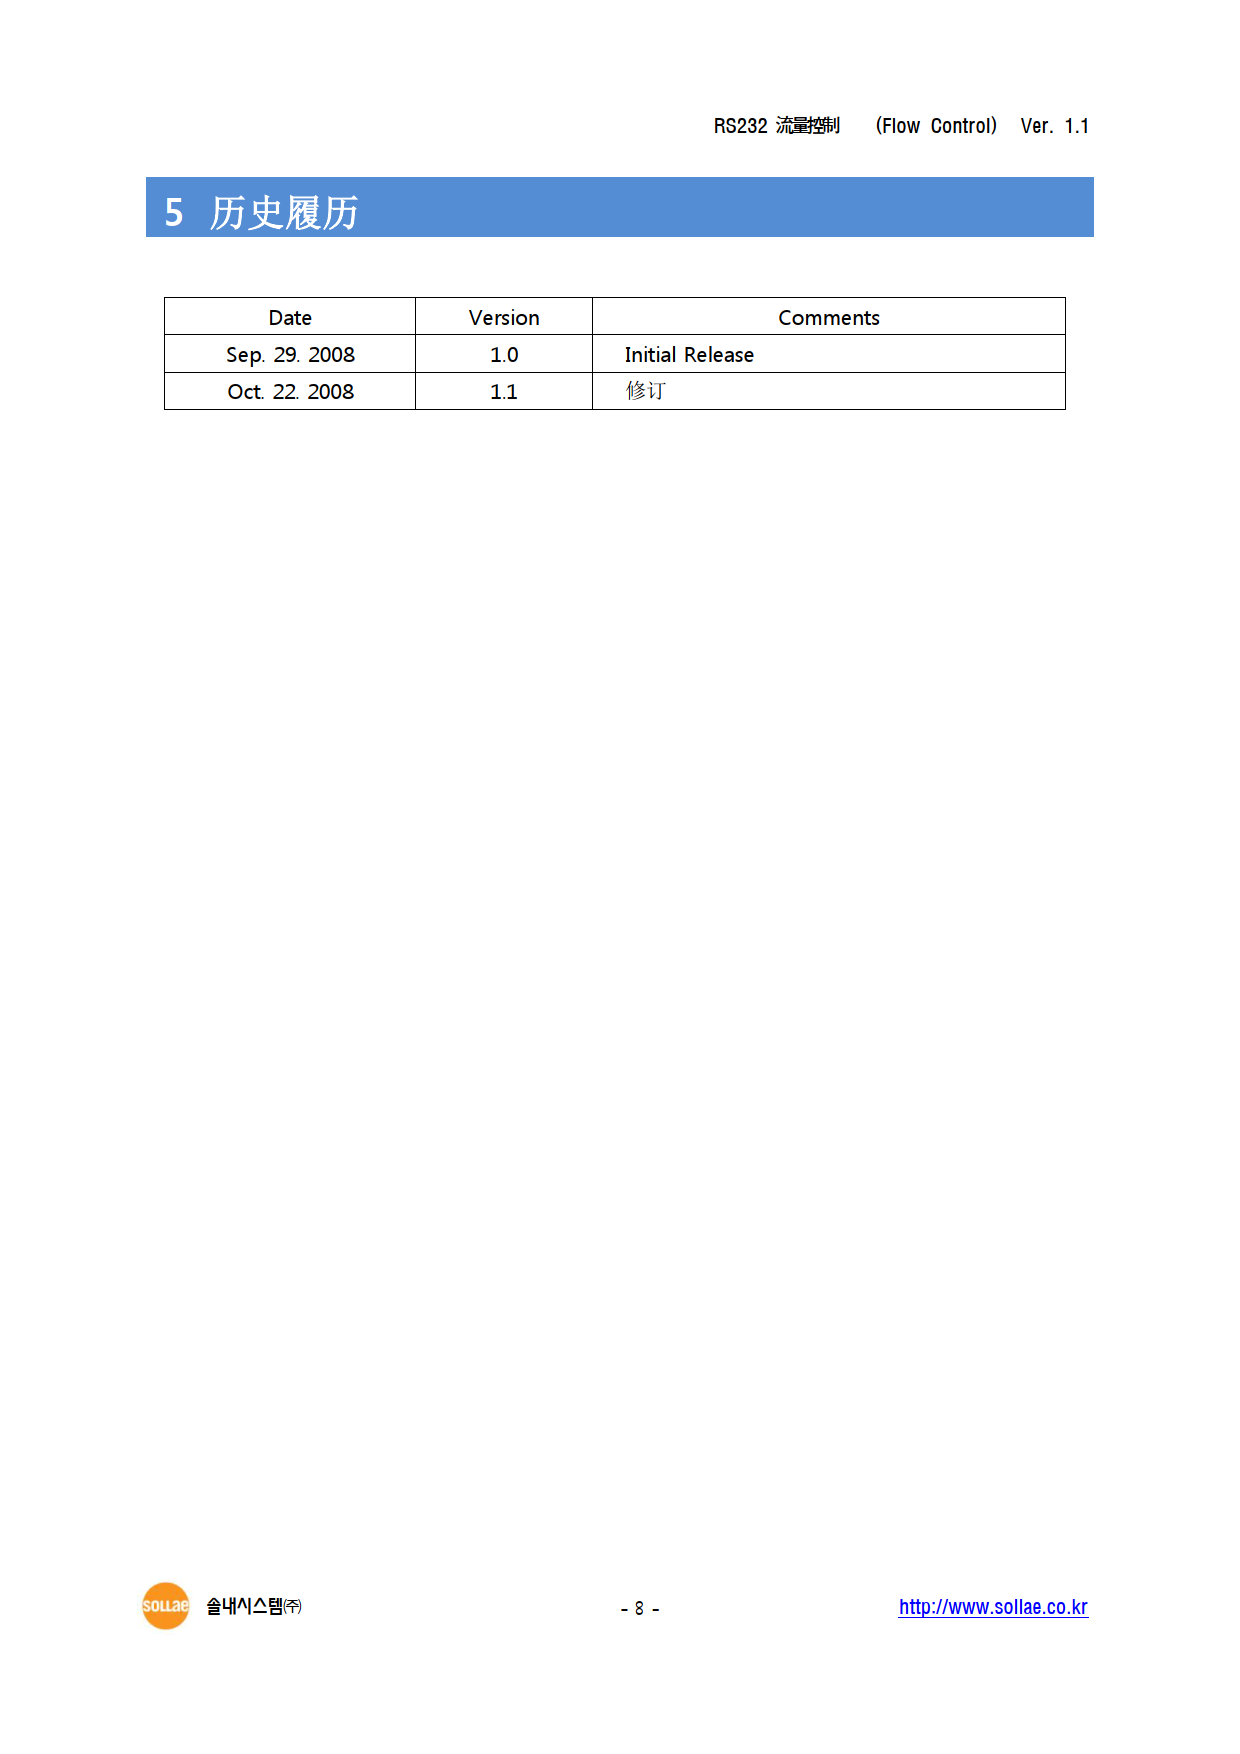 RS232 流量控制 (Flow Control) Ver. 1.1
5 历史履历
Date Version Comments
Sep. 29. 2008 1.0 Initial Release
Oct. 22. 2008 1.1 修订
SOLLAE 솔내시스템㈜ - 8 - http://www.sollae.co.kr